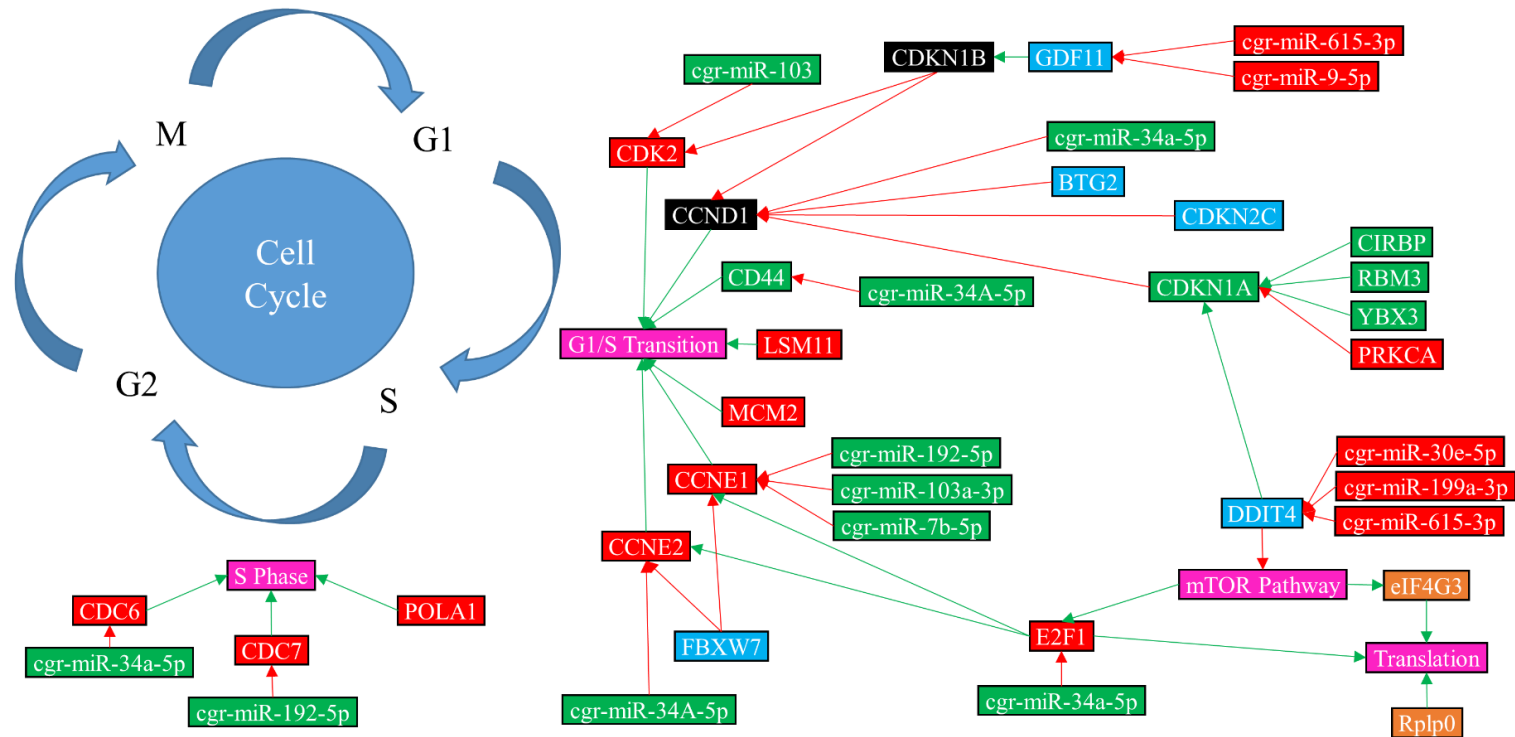 M
G1
Cell
Cycle
G2
S
S Phase
CDC6
POLA1
cgr-miR-34a-5p
CDC7
cgr-miR-192-5p
CDKN1B
GDF11
cgr-miR-615-3p
cgr-miR-9-5p
cgr-miR-103
CDK2
cgr-miR-34a-5p
BTG2
CCND1
CDKN2C
CIRBP
CD44
cgr-miR-34A-5p
CDKN1A
RBM3
YBX3
G1/S Transition
LSM11
PRKCA
MCM2
CCNE1
cgr-miR-192-5p
cgr-miR-103a-3p
cgr-miR-7b-5p
cgr-miR-30e-5p
cgr-miR-199a-3p
cgr-miR-615-3p
DDIT4
CCNE2
mTOR Pathway
eIF4G3
FBXW7
E2F1
Translation
cgr-miR-34A-5p
cgr-miR-34a-5p
Rplp0